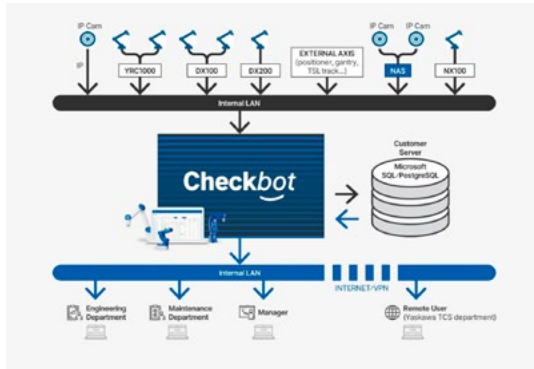 IP Cam
IP Cam IP Cam
IP
YRC1000
DX100
DX200
EXTERNAL AXIS
(positioner, gantry,
TSL track...)
NAS
NX100
Internal LAN
Checkbot
Customer
Server
Microsoft
SQL/PostgreSQL
Internal LAN
INTERNET/VPN
Engineering
Department
Maintenance
Department
Manager
Remote User
(Yaskawa TCS department)